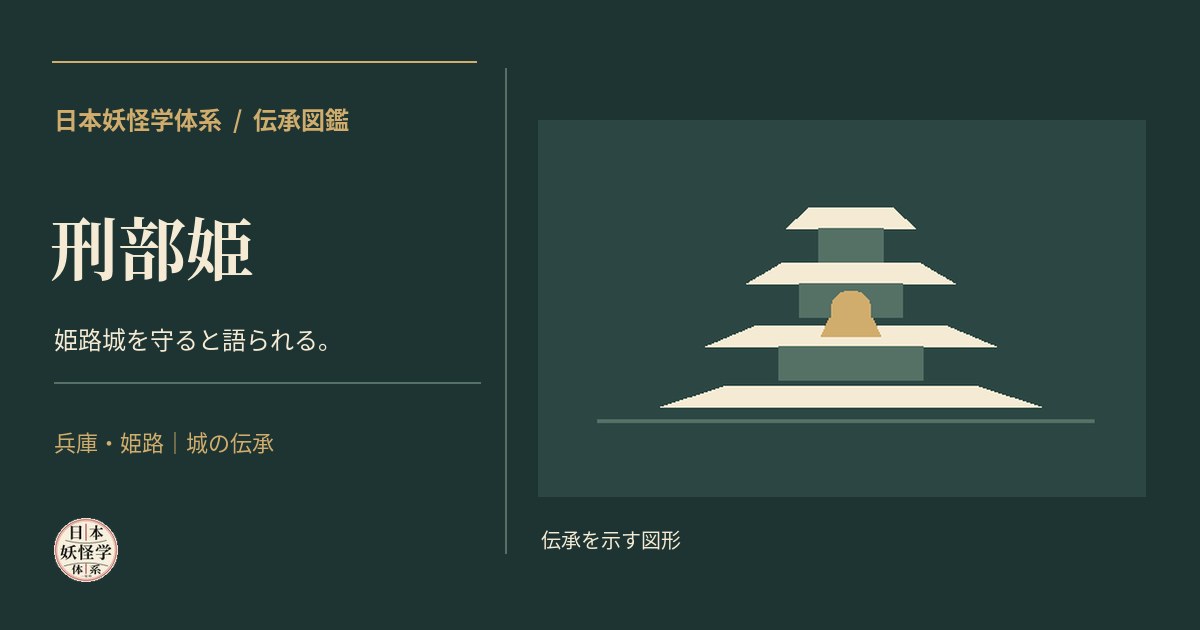 日本妖怪学体系 / 伝承図鑑
刑部姫
姫路城を守ると語られる。
兵庫・姫路｜城の伝承
日本
妖怪学
体系
伝承を示す図形